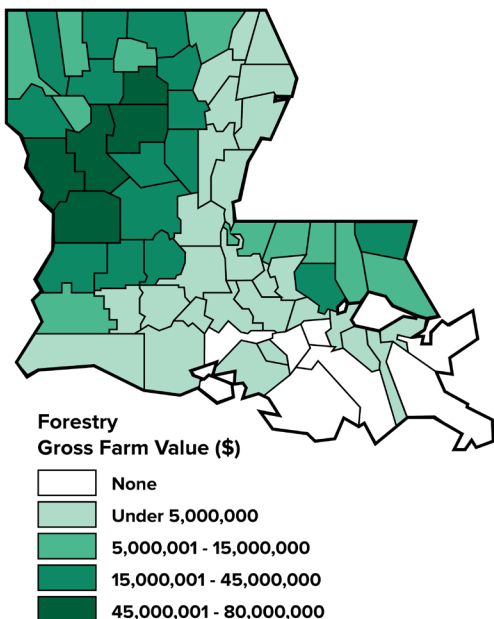 Forestry
Gross Farm Value ($)
None
Under 5,000,000
5,000,001 - 15,000,000
15,000,001 - 45,000,000
45,000,001 - 80,000,000